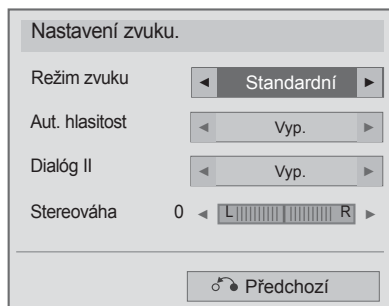 Nastavení zvuku.
Režim zvuku ◄ Standardní ►
Aut. hlasitost ◄ Vyp. ►
Dialóg II ◄ Vyp. ►
Stereováha 0 ◄ L R ►
Předchozí